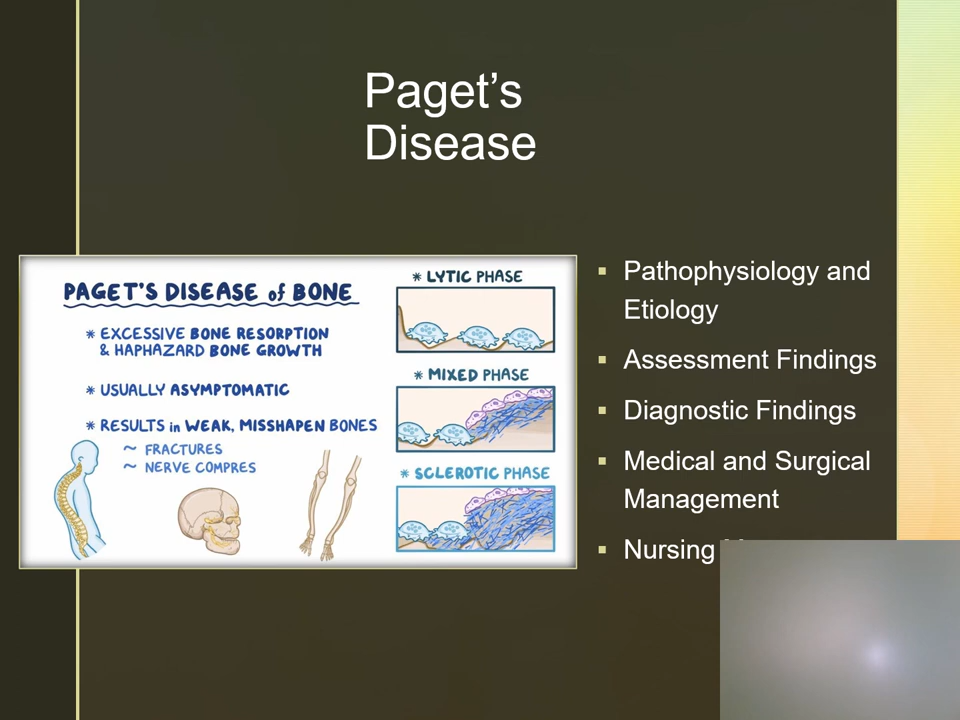 Paget’s
Disease
PAGET'S DISEASE of BONE
* EXCESSIVE BONE RESORPTION
& HAPHAZARD BONE GROWTH
* USUALLY ASYMPTOMATIC
* RESULTS in WEAK, MISSHAPEN BONES
~ FRACTURES
~ NERVE COMPRES
* LYTIC PHASE
* MIXED PHASE
* SCLEROTIC PHASE
▪ Pathophysiology and
Etiology
▪ Assessment Findings
▪ Diagnostic Findings
▪ Medical and Surgical
Management
▪ Nursing